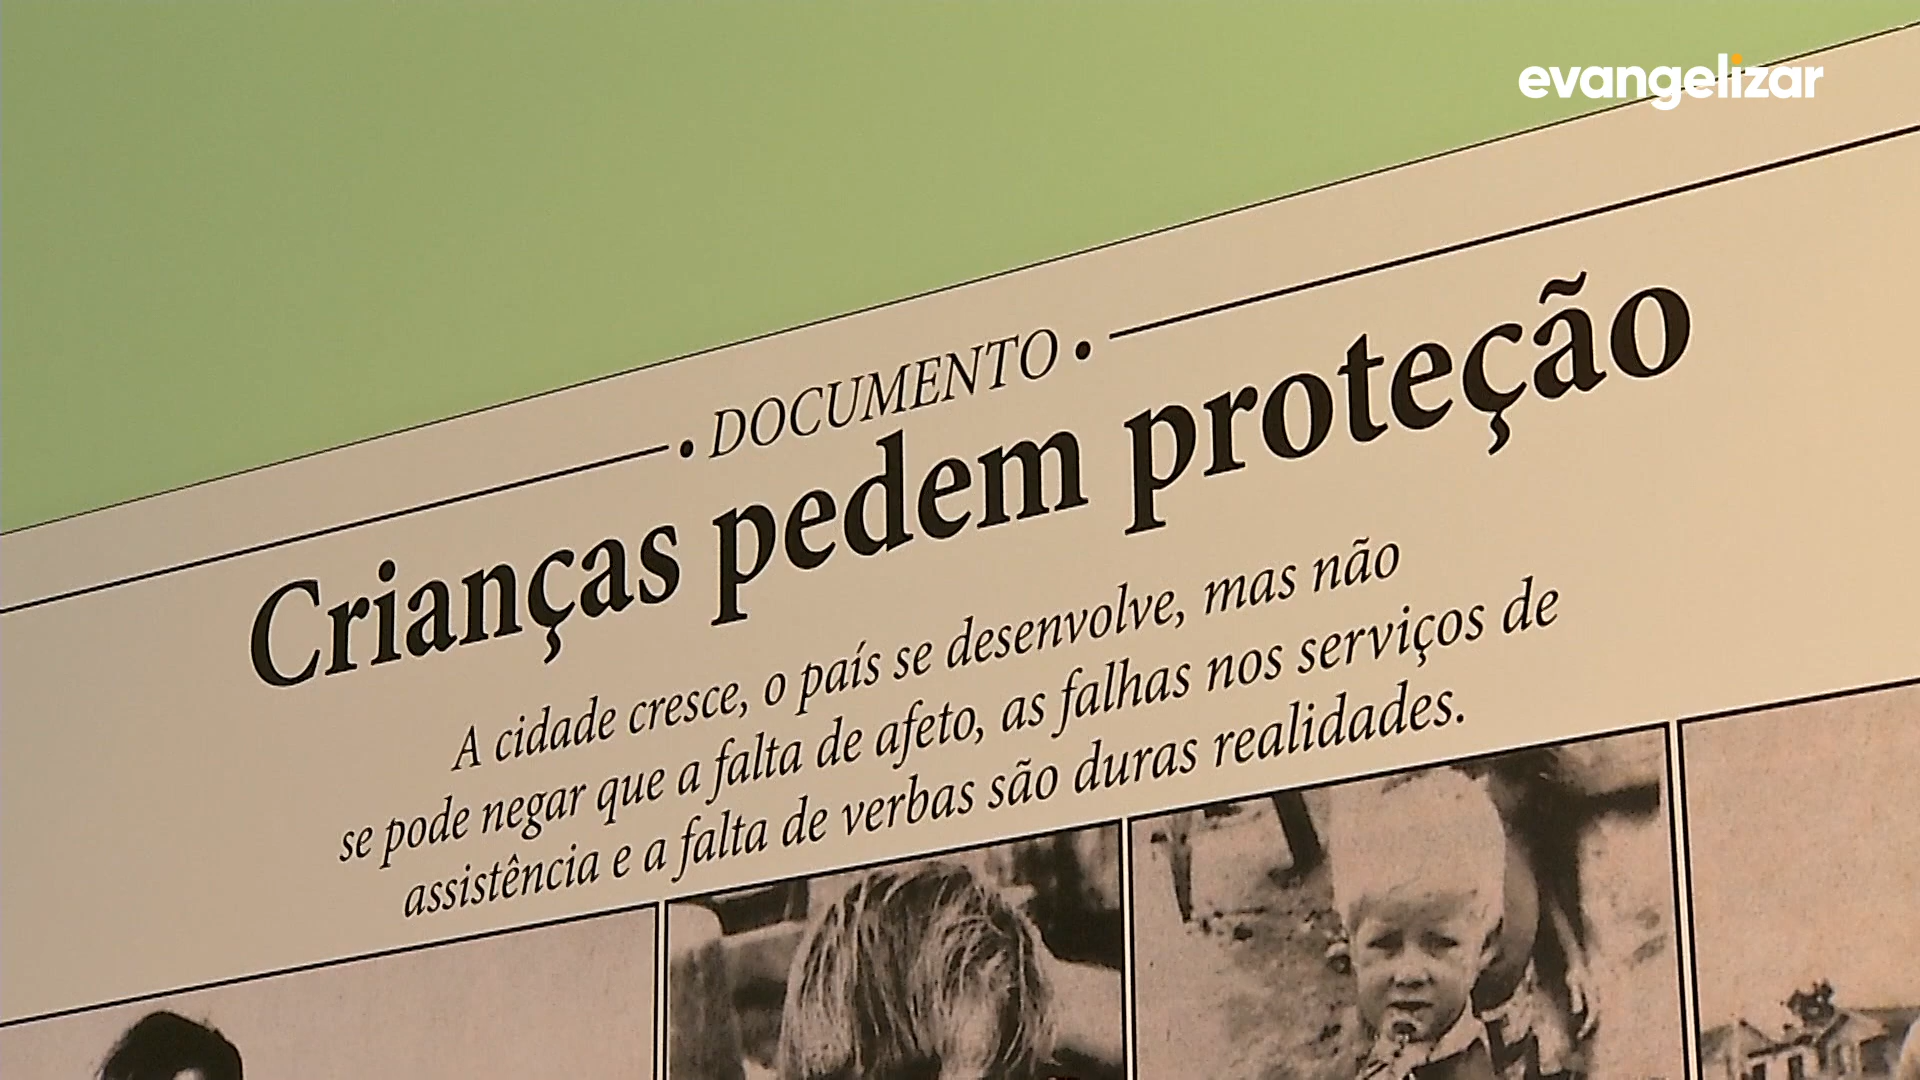 evangelizar
• DOCUMENTO •
Crianças pedem proteção
A cidade cresce, o país se desenvolve, mas não
se pode negar que a falta de afeto, as falhas nos serviços de
assistência e a falta de verbas são duras realidades.